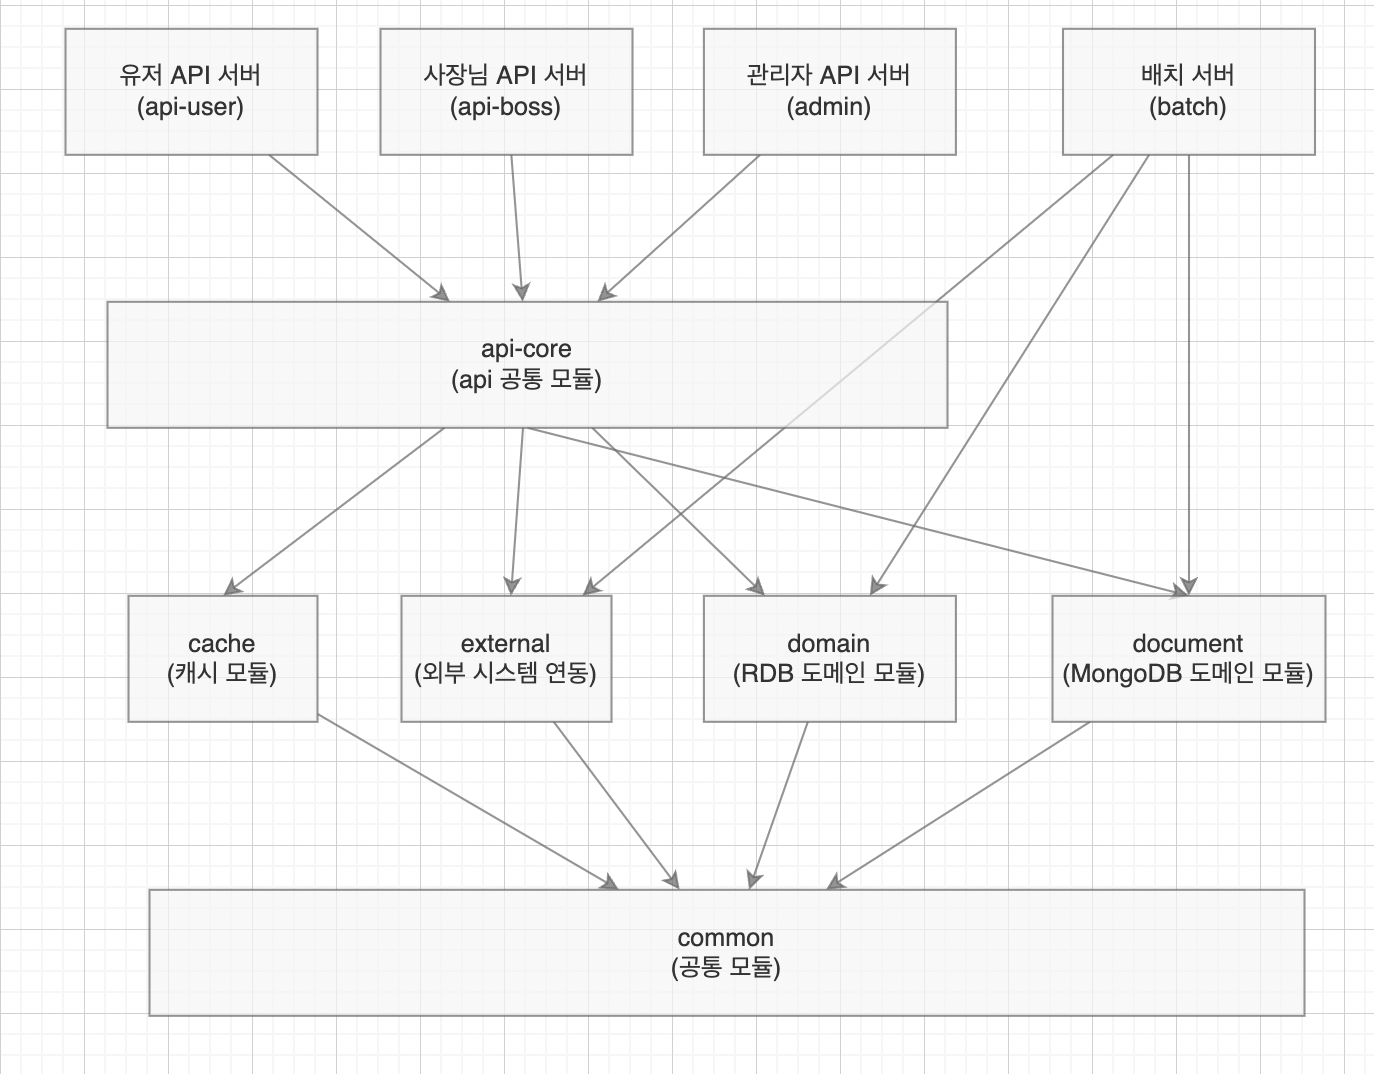 유저 API 서버
(api-user)
사장님 API 서버
(api-boss)
관리자 API 서버
(admin)
배치 서버
(batch)
api-core
(api 공통 모듈)
cache
(캐시 모듈)
external
(외부 시스템 연동)
domain
(RDB 도메인 모듈)
document
(MongoDB 도메인 모듈)
common
(공통 모듈)